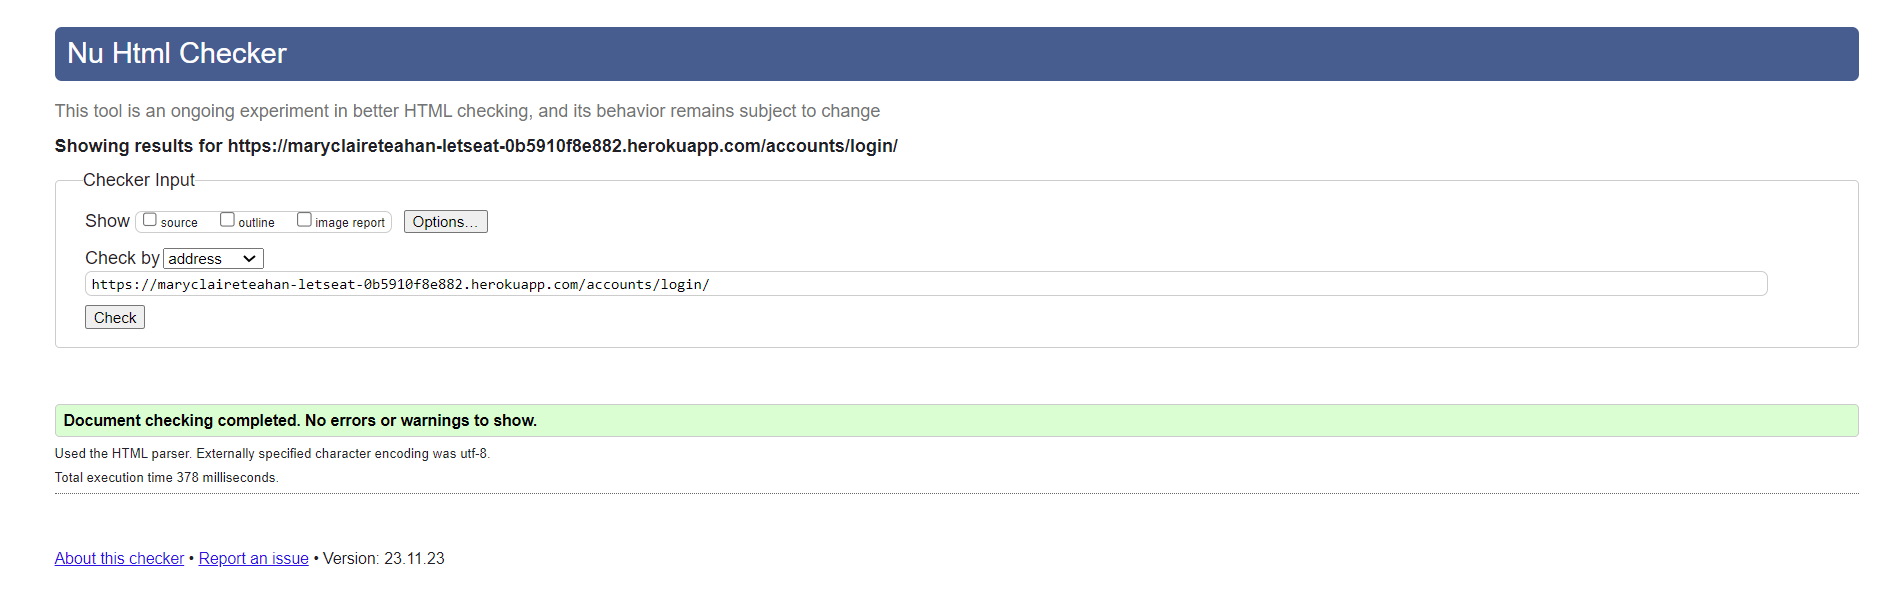 Nu Html Checker
This tool is an ongoing experiment in better HTML checking, and its behavior remains subject to change
Showing results for https://maryclaireteahan-letseat-0b5910f8e882.herokuapp.com/accounts/login/
Checker Input
Show source outline image report Options...
Check by address
https://maryclaireteahan-letseat-0b5910f8e882.herokuapp.com/accounts/login/
Check
Document checking completed. No errors or warnings to show.
Used the HTML parser. Externally specified character encoding was utf-8.
Total execution time 378 milliseconds.
About this checker • Report an issue • Version: 23.11.23